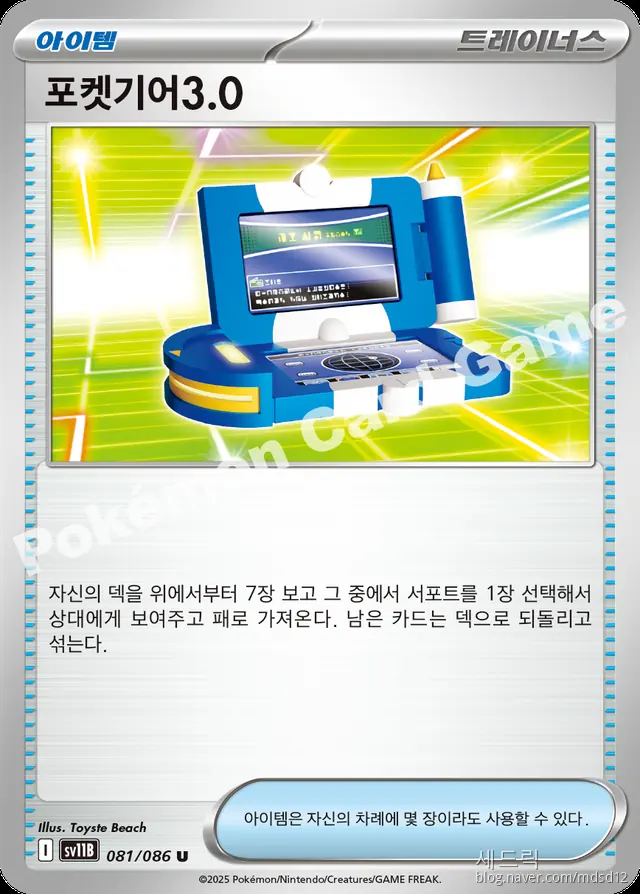 아이템
트레이너스
포켓기어3.0
Pokémon Card Game
자신의 덱을 위에서부터 7장 보고 그 중에서 서포트를 1장 선택해서
상대에게 보여주고 패로 가져온다. 남은 카드는 덱으로 되돌리고
섞는다.
아이템은 자신의 차례에 몇 장이라도 사용할 수 있다.
Illus. Toyste Beach
I sv11B 081/086 U
©2025 Pokémon/Nintendo/Creatures/GAME FREAK.
세드릭
blog.naver.com/mdsd12